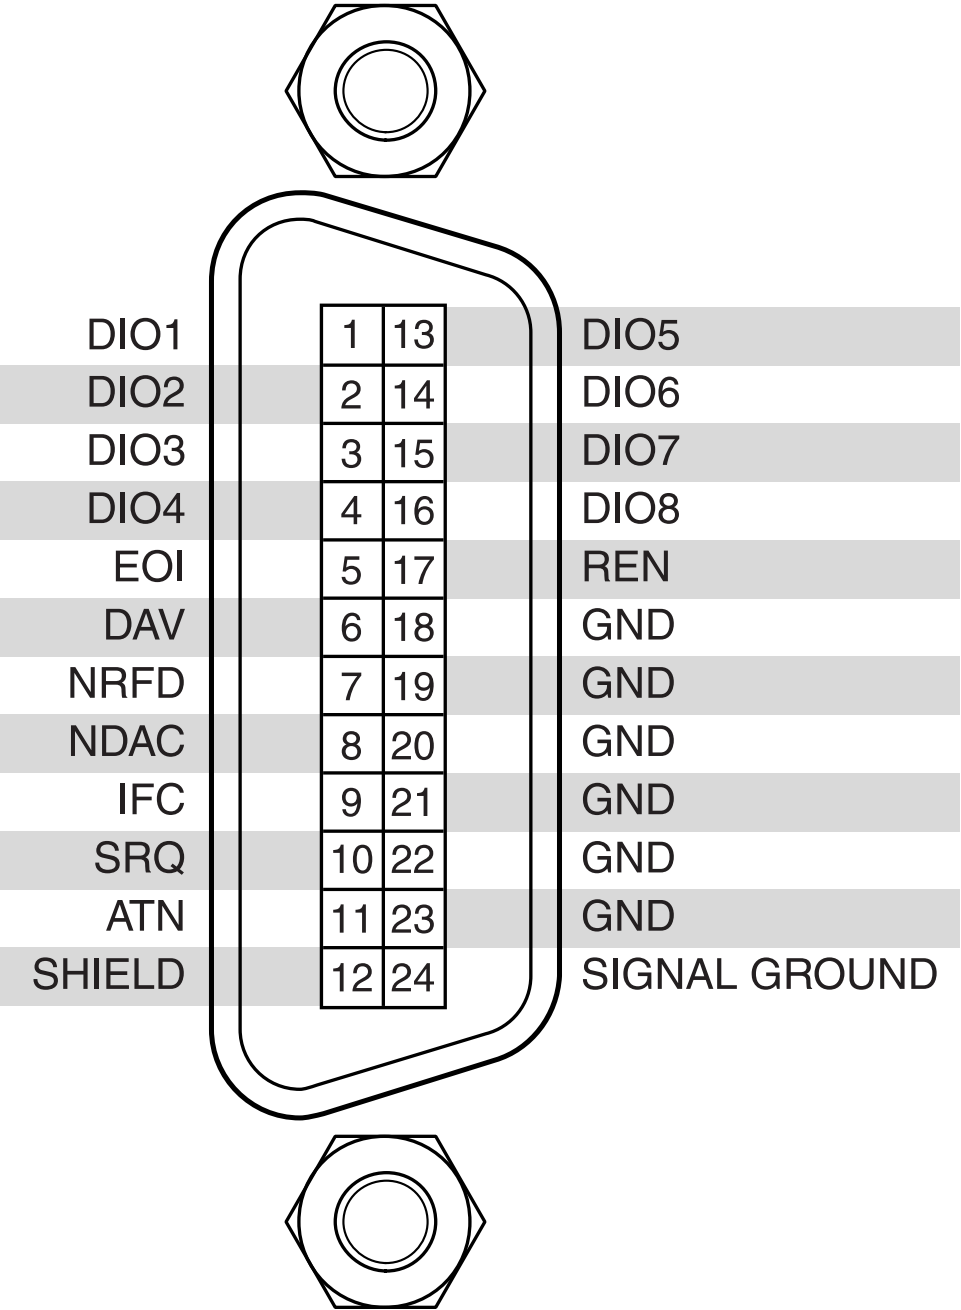 DIO1 1 13 DIO5
DIO2 2 14 DIO6
DIO3 3 15 DIO7
DIO4 4 16 DIO8
EOI 5 17 REN
DAV 6 18 GND
NRFD 7 19 GND
NDAC 8 20 GND
IFC 9 21 GND
SRQ 10 22 GND
ATN 11 23 GND
SHIELD 12 24 SIGNAL GROUND